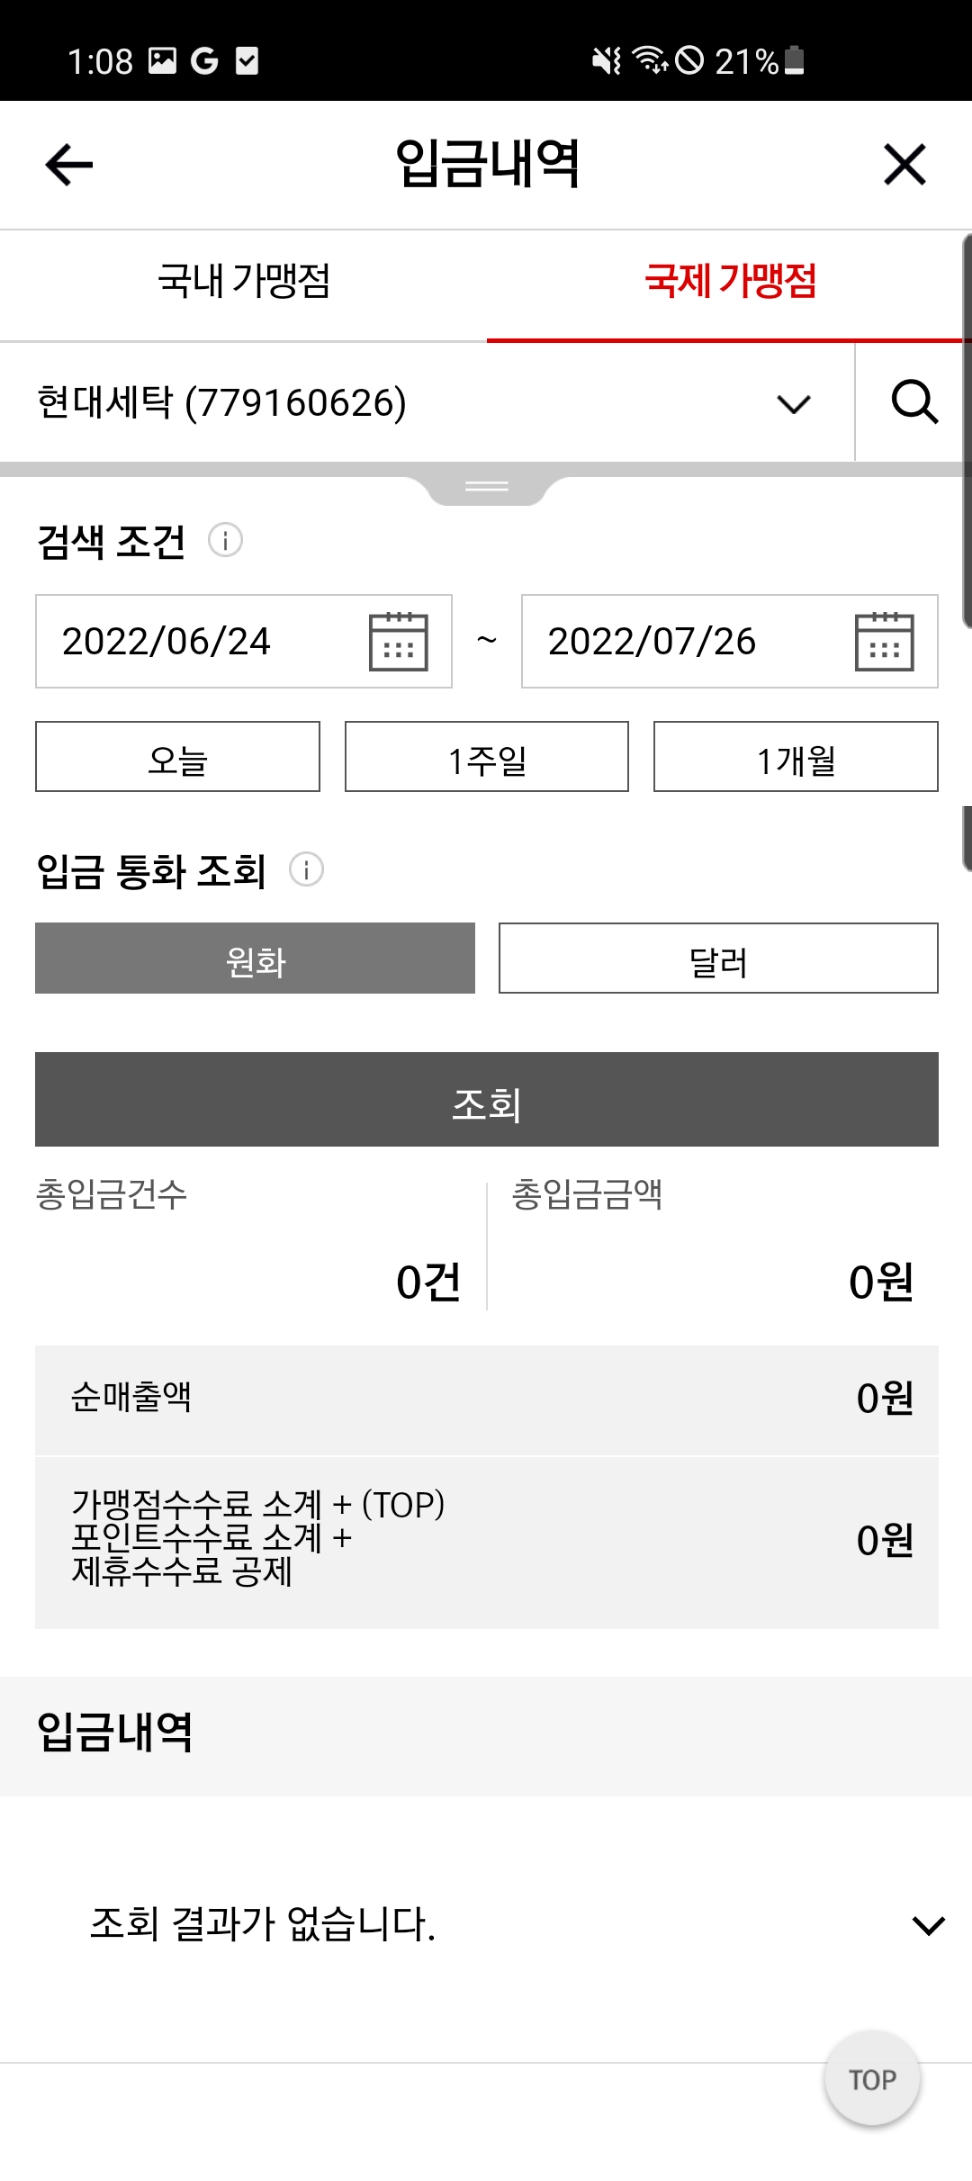 1:08 G 21%
입금내역
국내 가맹점 국제 가맹점
현대세탁 (779160626)
검색 조건
2022/06/24 ~ 2022/07/26
오늘 1주일 1개월
입금 통화 조회
원화 달러
조회
총입금건수 총입금금액
0건 0원
순매출액 0원
가맹점수수료 소계 + (TOP)
포인트수수료 소계 + 0원
제휴수수료 공제
입금내역
조회 결과가 없습니다.
TOP